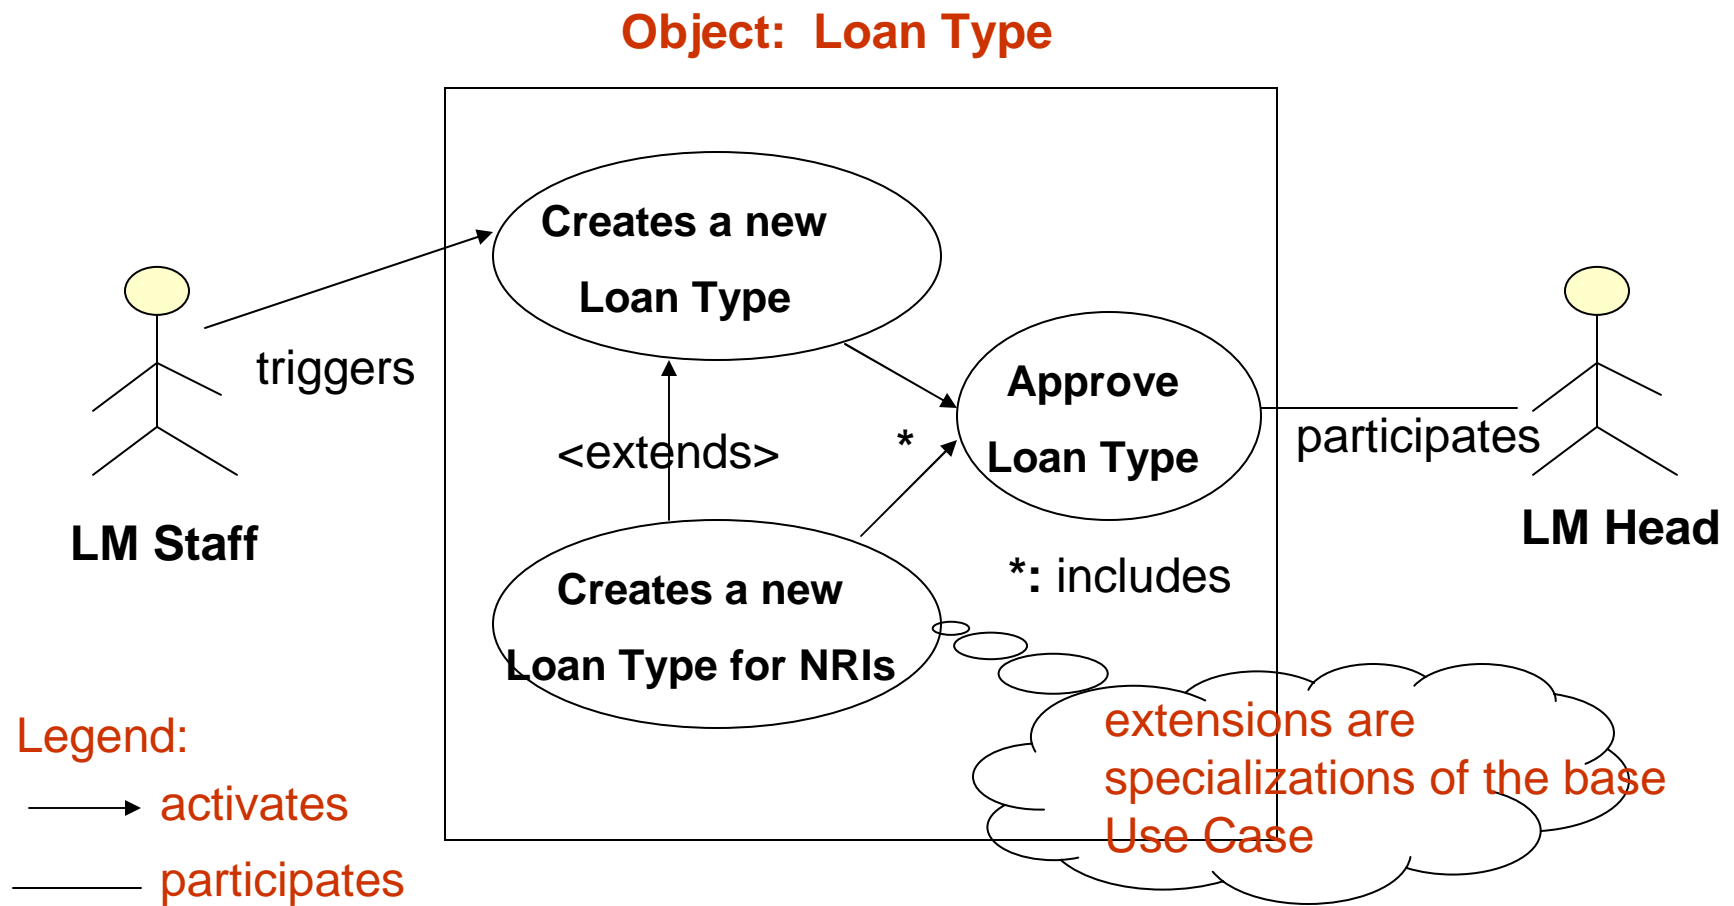 Object:  Loan Type
Creates a new
Loan Type
triggers
Approve
Loan Type
participates
<extends>
*
LM Staff
LM Head
*: includes
Creates a new
Loan Type for NRIs
extensions are
specializations of the base
Use Case
Legend:
activates
participates